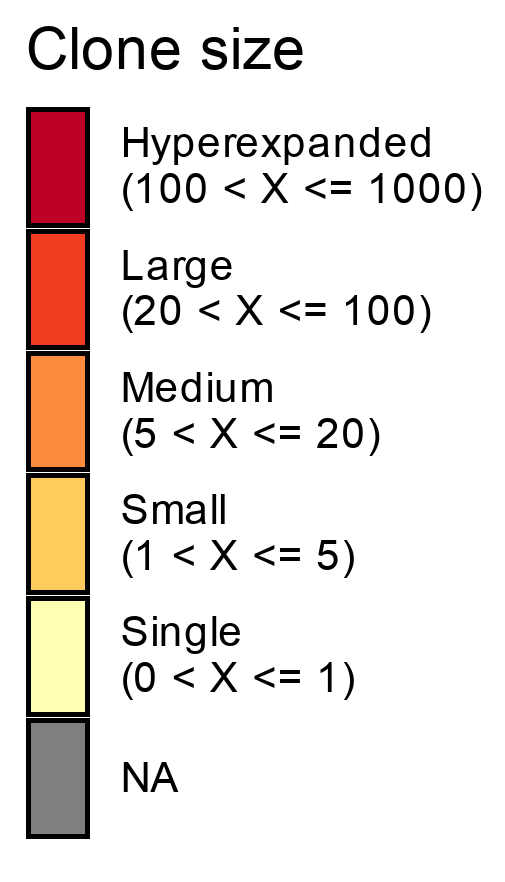 Clone size
Hyperexpanded
(100 < X <= 1000)
Large
(20 < X <= 100)
Medium
(5 < X <= 20)
Small
(1 < X <= 5)
Single
(0 < X <= 1)
NA